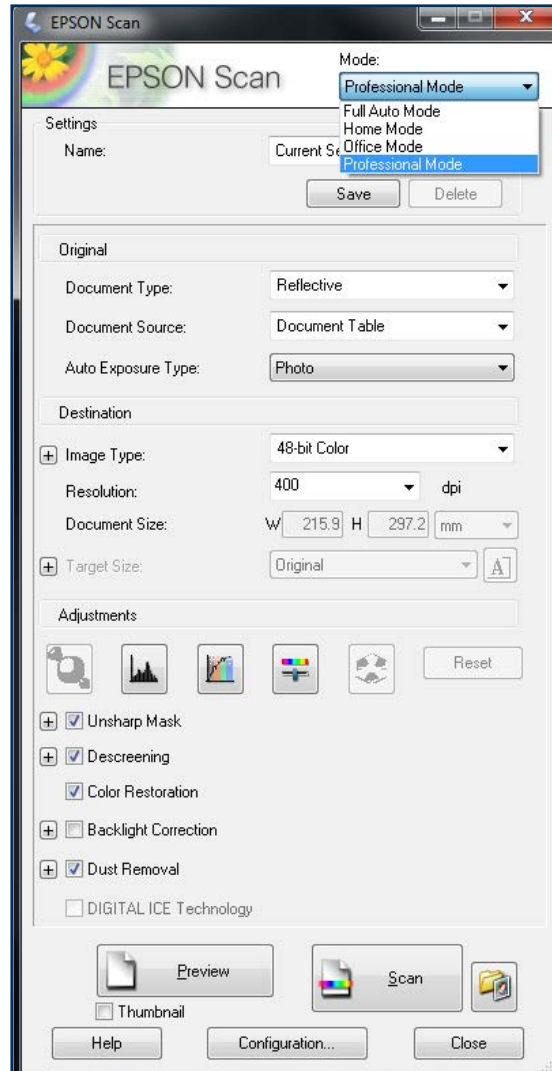 EPSON Scan
EPSON Scan
Mode:
Professional Mode
Full Auto Mode
Home Mode
Office Mode
Professional Mode
Settings
Name:
Current Se
Save
Delete
Original
Document Type:
Reflective
Document Source:
Document Table
Auto Exposure Type:
Photo
Destination
Image Type:
48-bit Color
Resolution:
400
dpi
Document Size:
W 215.9 H 297.2 mm
Target Size:
Original
A
Adjustments
Reset
Unsharp Mask
Descreening
Color Restoration
Backlight Correction
Dust Removal
DIGITAL ICE Technology
Preview
Scan
Thumbnail
Help
Configuration...
Close